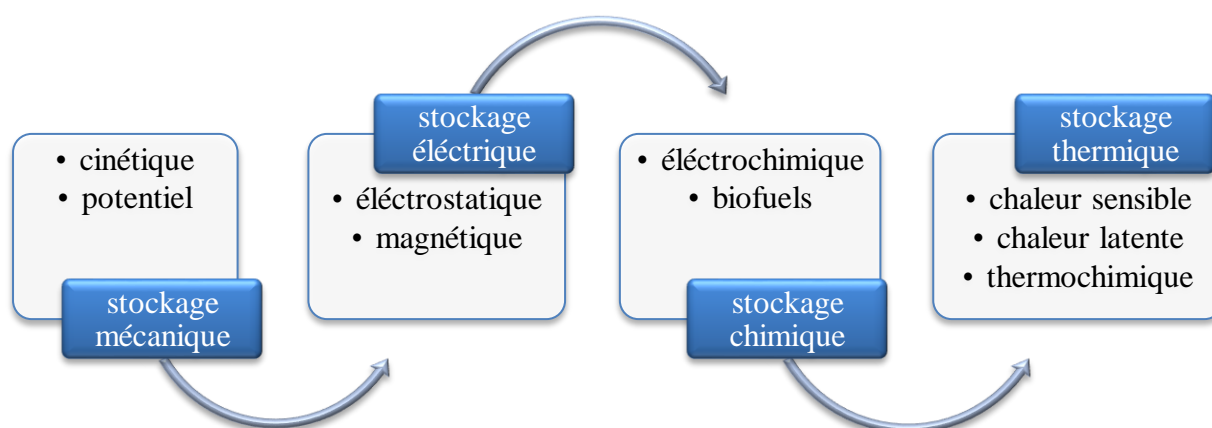 • cinétique
• potentiel
stockage
mécanique
stockage
éléctrique
• éléctrostatique
• magnétique
• éléctrochimique
• biofuels
stockage
chimique
stockage
thermique
• chaleur sensible
• chaleur latente
• thermochimique